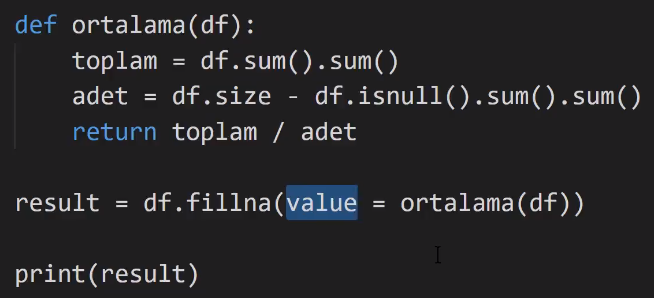 def ortalama(df):
    toplam = df.sum().sum()
    adet = df.size - df.isnull().sum().sum()
    return toplam / adet
result = df.fillna(value = ortalama(df))
print(result)